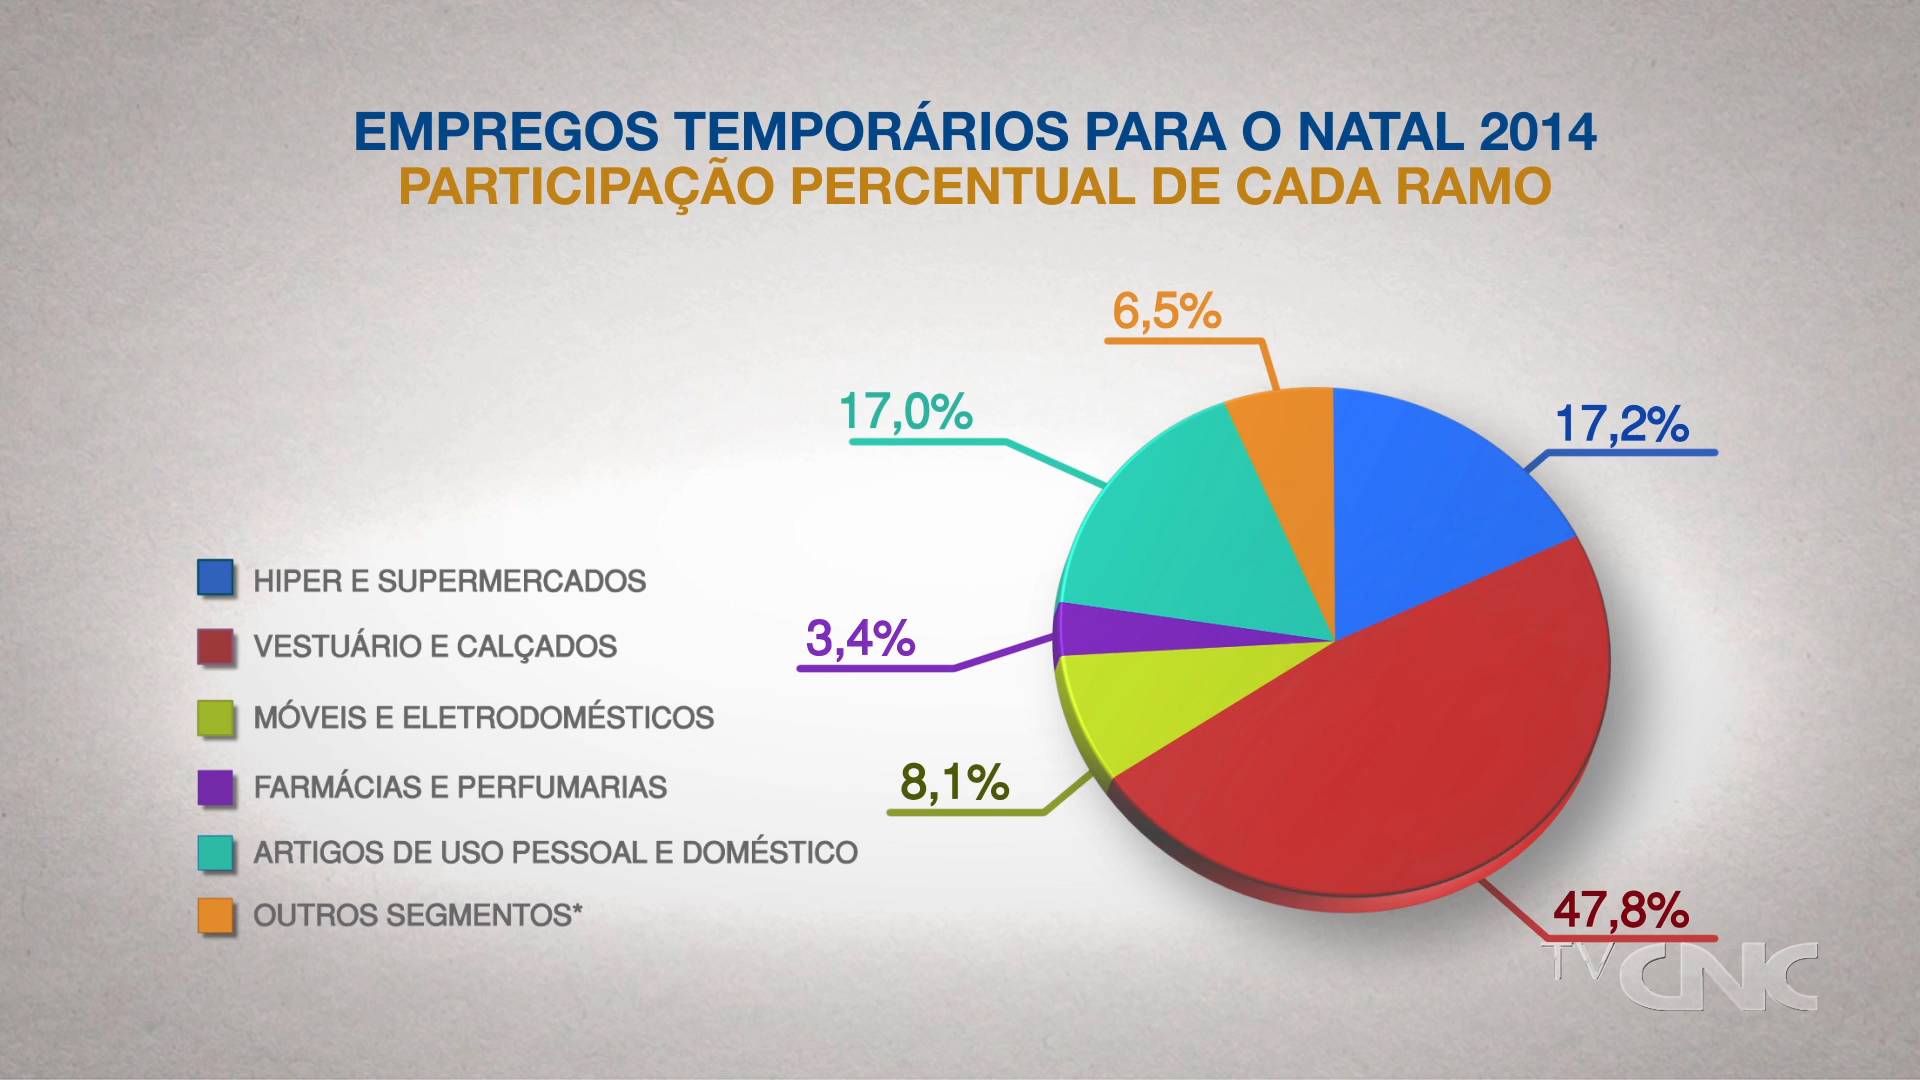 EMPREGOS TEMPORÁRIOS PARA O NATAL 2014
PARTICIPAÇÃO PERCENTUAL DE CADA RAMO
6,5%
17,0%
17,2%
3,4%
8,1%
47,8%
HIPER E SUPERMERCADOS
VESTUÁRIO E CALÇADOS
MÓVEIS E ELETRODOMÉSTICOS
FARMÁCIAS E PERFUMARIAS
ARTIGOS DE USO PESSOAL E DOMÉSTICO
OUTROS SEGMENTOS*
TV CNC